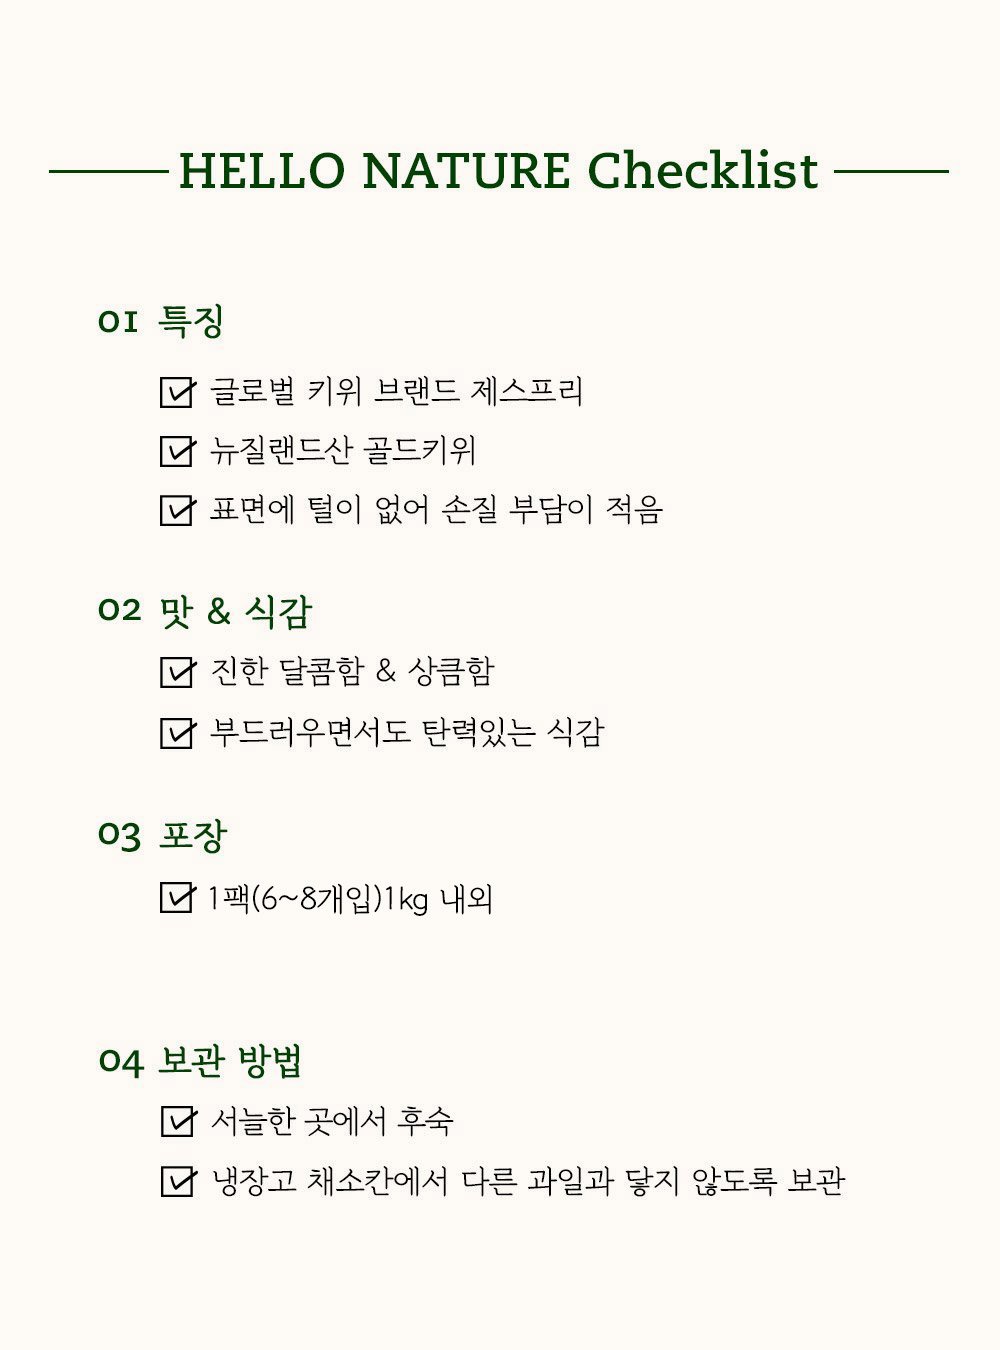 HELLO NATURE Checklist
01 특징
글로벌 키위 브랜드 제스프리
뉴질랜드산 골드키위
표면에 털이 없어 손질 부담이 적음
02 맛 & 식감
진한 달콤함 & 상큼함
부드러우면서도 탄력있는 식감
03 포장
1팩(6~8개입)1kg 내외
04 보관 방법
서늘한 곳에서 후숙
냉장고 채소칸에서 다른 과일과 닿지 않도록 보관